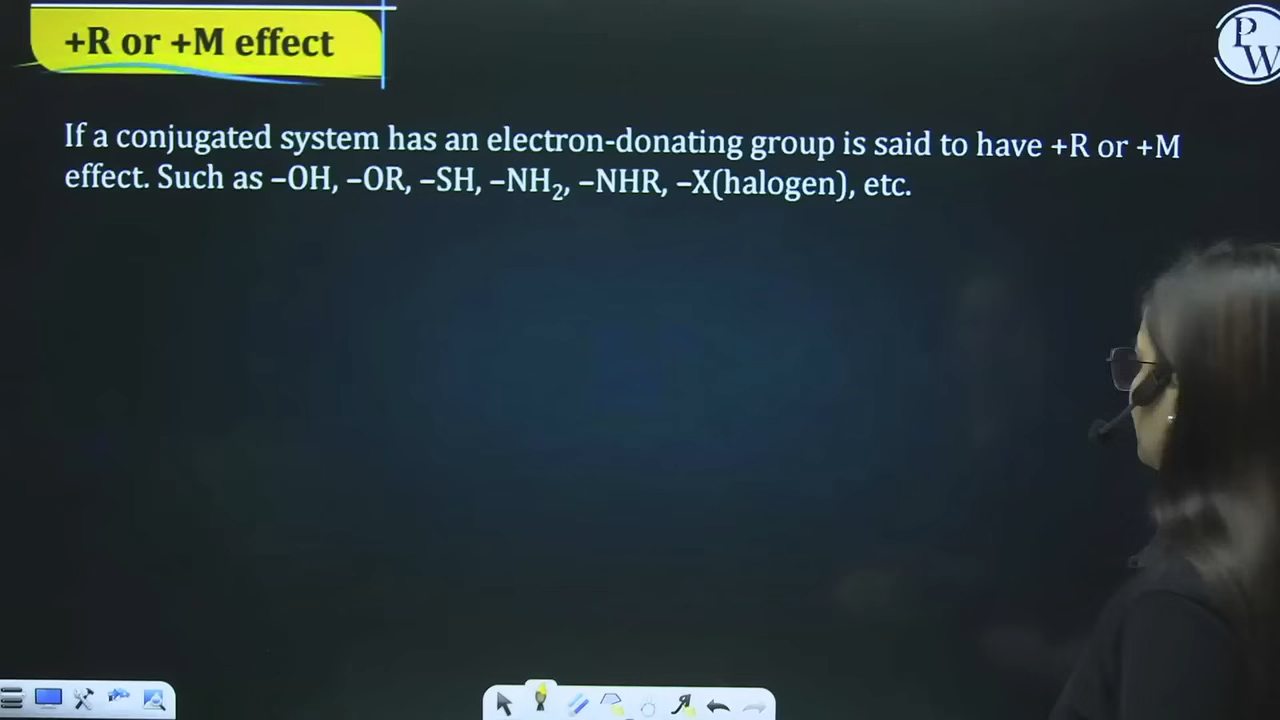 +R or +M effect
PW
If a conjugated system has an electron-donating group is said to have +R or +M
effect. Such as –OH, –OR, –SH, –NH₂, –NHR, –X(halogen), etc.